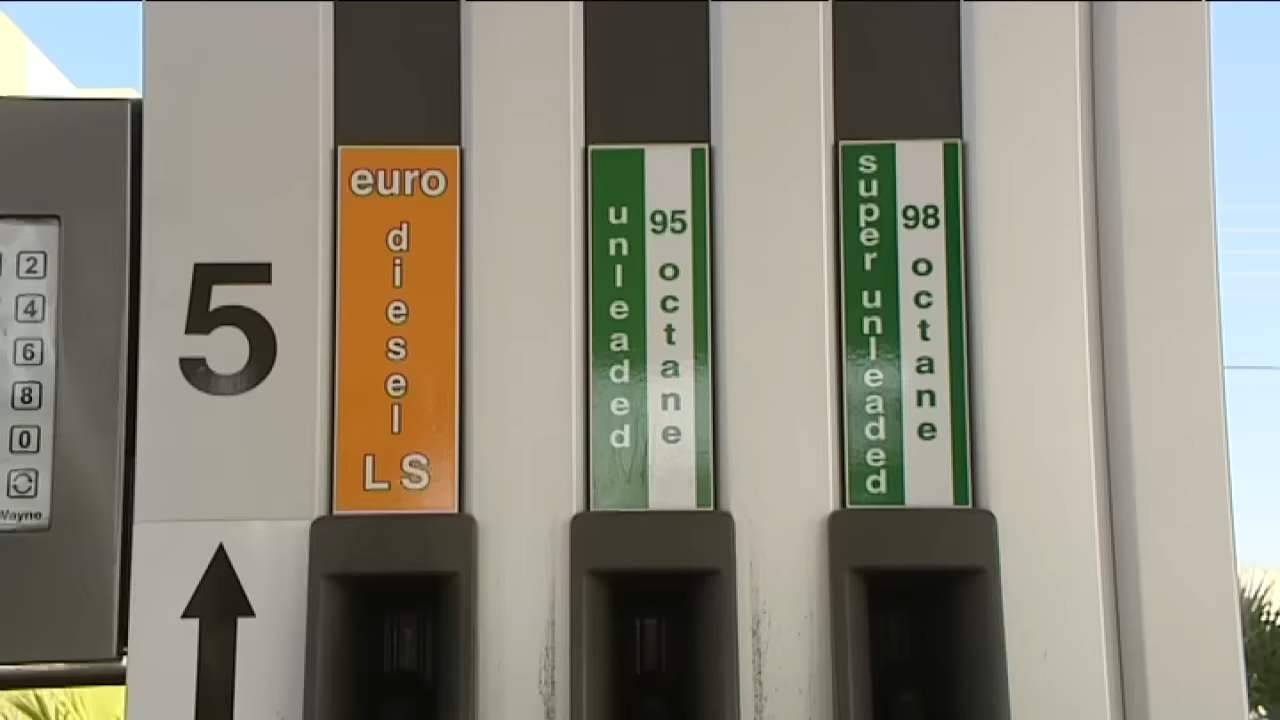 2
4
6
8
0
Wayne
5
euro
diesel
LS
unleaded
95
octane
super unleaded
98
octane